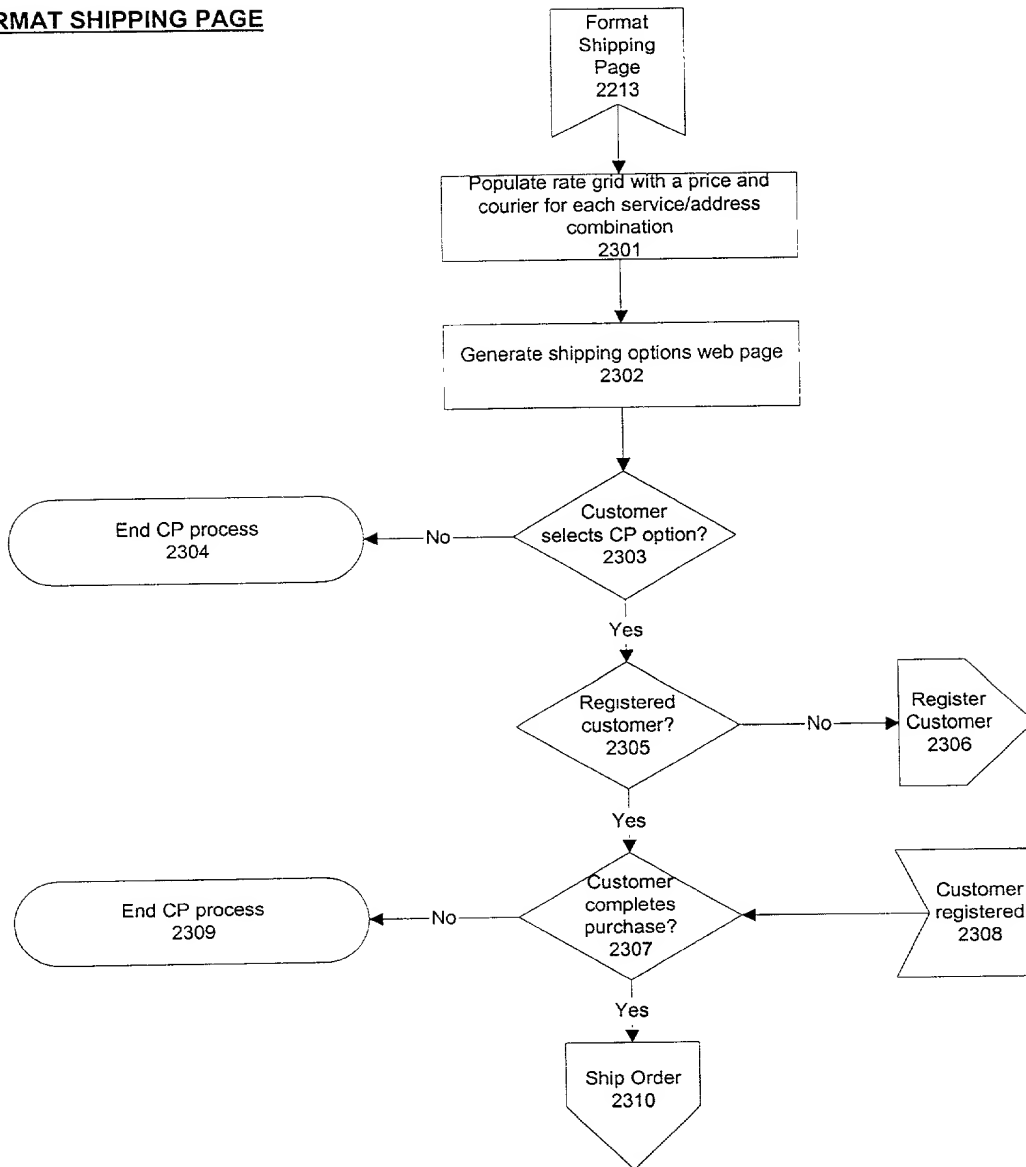 RMAT SHIPPING PAGE
Format
Shipping
Page
2213
Populate rate grid with a price and
courier for each service/address
combination
2301
Generate shipping options web page
2302
Customer
selects CP option?
2303
No
End CP process
2304
Yes
Registered
customer?
2305
No
Register
Customer
2306
Yes
Customer
completes
purchase?
2307
No
End CP process
2309
Customer
registered
2308
Yes
Ship Order
2310